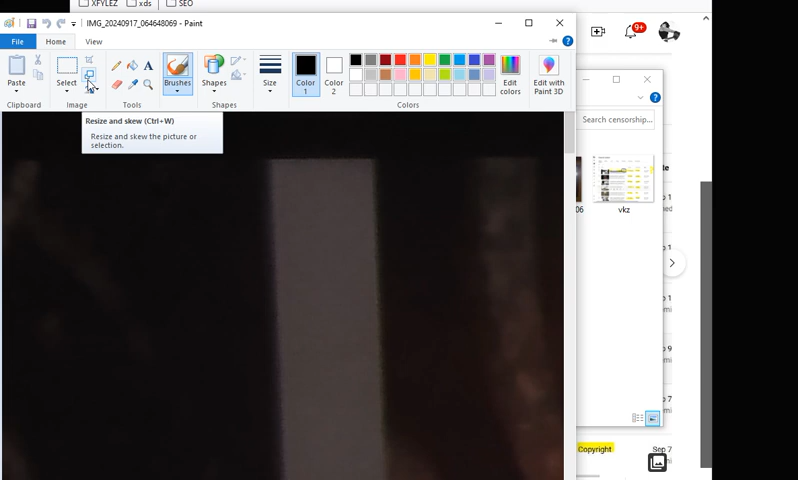 XFYLEZ xds SEO
IMG_20240917_064648069 - Paint
File Home View
9+
Paste
Select
Brushes
Shapes
Size
Color 1
Color 2
Edit colors
Edit with Paint 3D
Clipboard Image Tools Shapes Colors
Search censorship...
Resize and skew (Ctrl+W)
Resize and skew the picture or
selection.
06
vkz
Copyright Sep 7